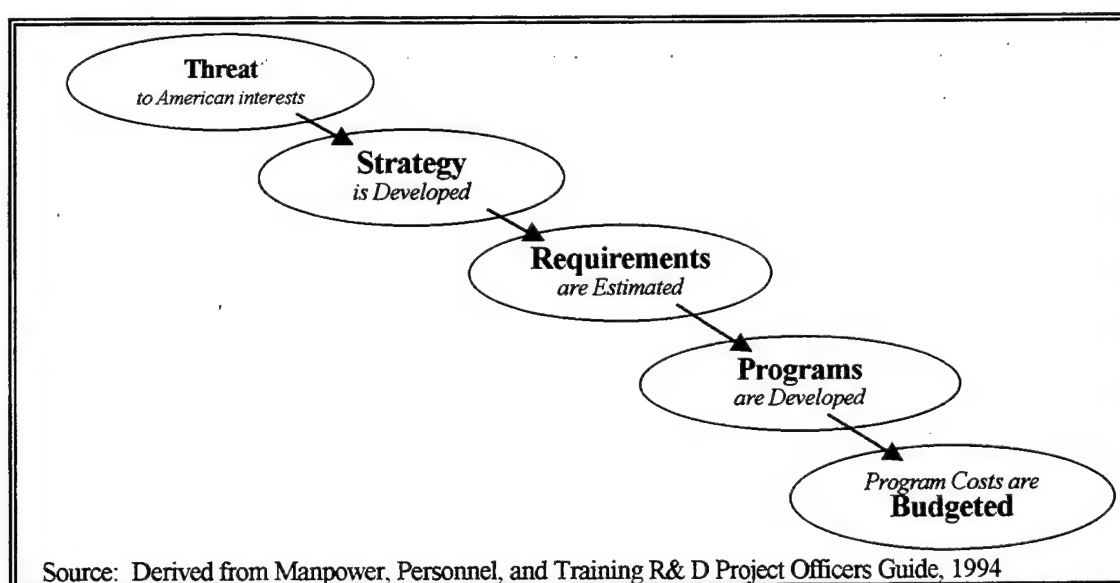 Threat
to American interests
Strategy
is Developed
Requirements
are Estimated
Programs
are Developed
Program Costs are
Budgeted
Source: Derived from Manpower, Personnel, and Training R& D Project Officers Guide, 1994